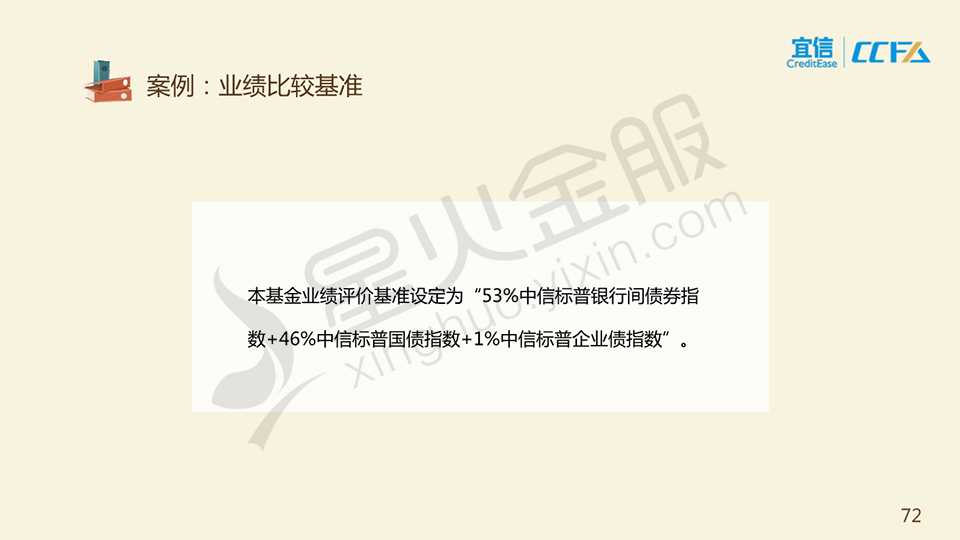 宜信
CreditEase
CCFA
案例：业绩比较基准
星火金服
xinghuo.yixin.com
本基金业绩评价基准设定为“53%中信标普银行间债券指
数+46%中信标普国债指数+1%中信标普企业债指数”。
72